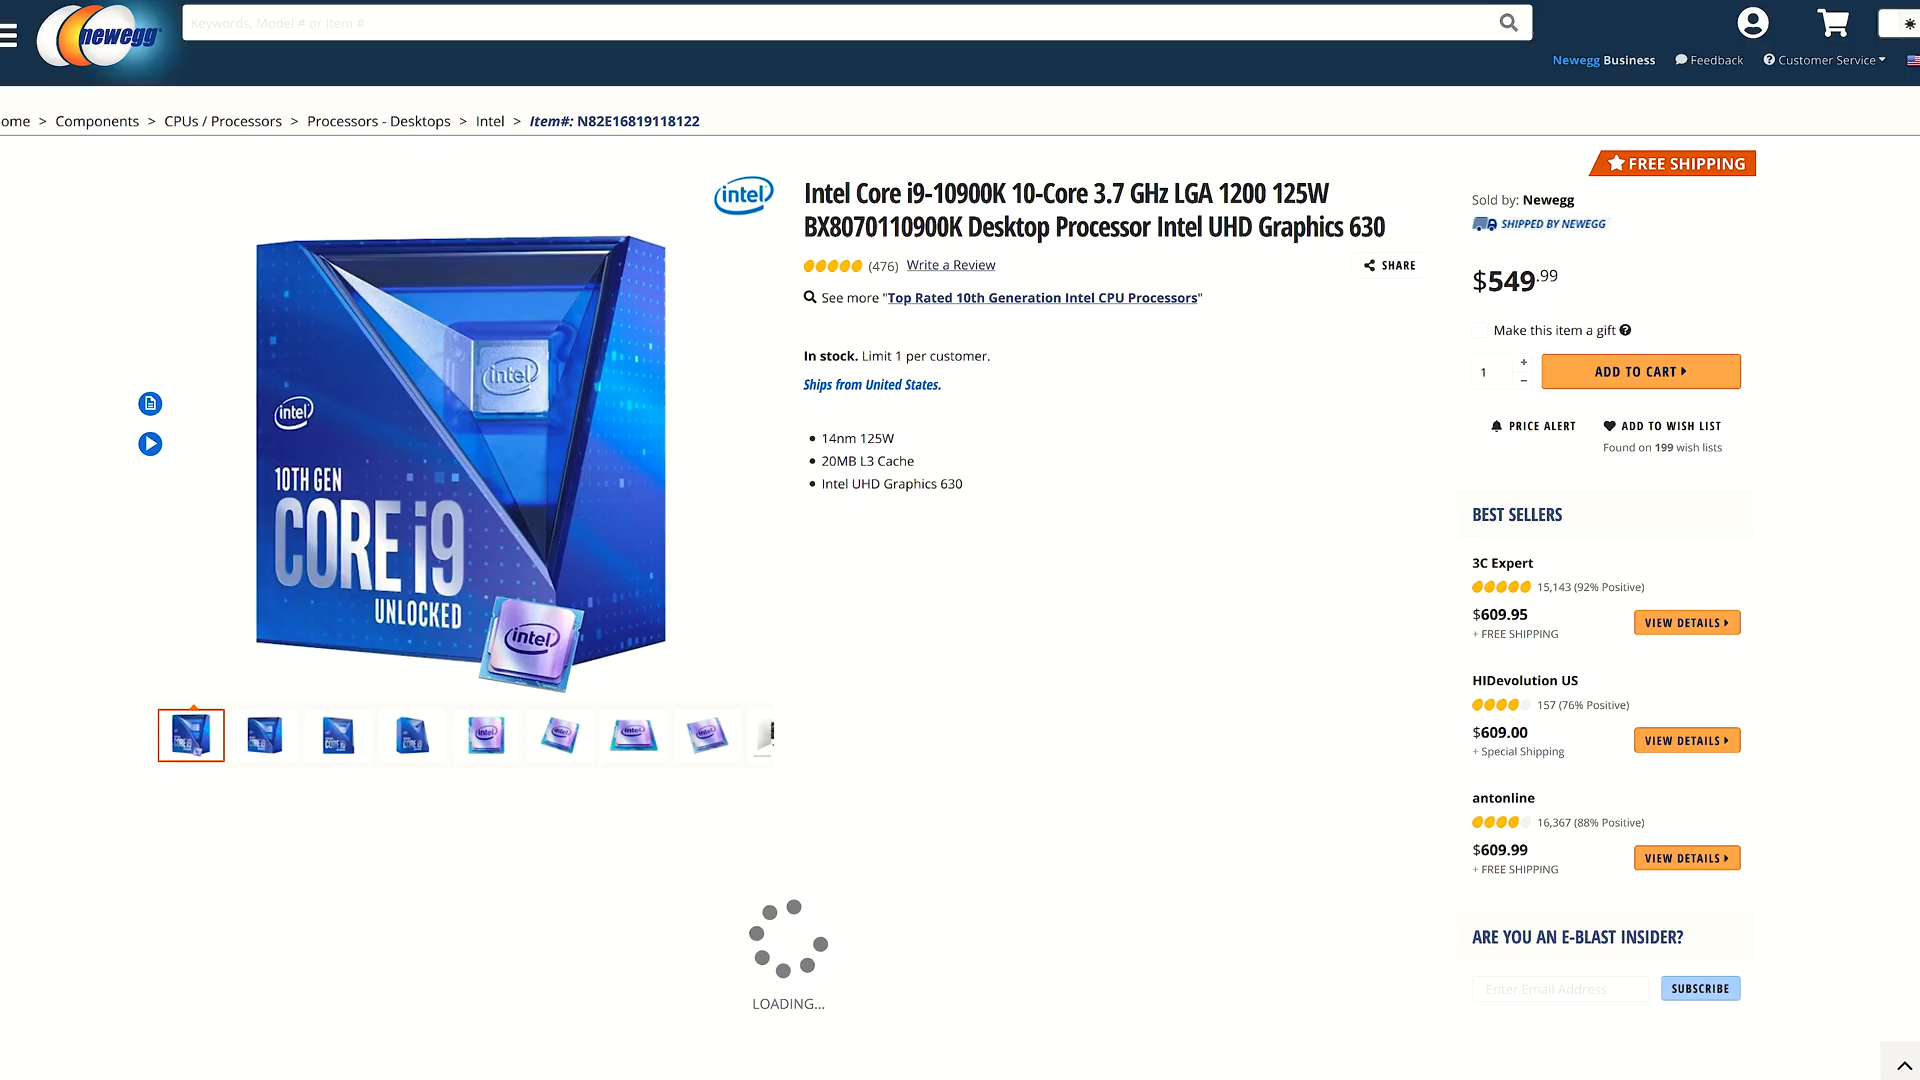 newegg
Keywords, Model # or Item #
Newegg Business
Feedback
Customer Service
ome > Components > CPUs / Processors > Processors - Desktops > Intel > Item#: N82E16819118122
FREE SHIPPING
intel
Intel Core i9-10900K 10-Core 3.7 GHz LGA 1200 125W
BX8070110900K Desktop Processor Intel UHD Graphics 630
(476) Write a Review
SHARE
See more "Top Rated 10th Generation Intel CPU Processors"
In stock. Limit 1 per customer.
Ships from United States.
14nm 125W
20MB L3 Cache
Intel UHD Graphics 630
intel
intel
10TH GEN
CORE i9
UNLOCKED
intel
Sold by: Newegg
SHIPPED BY NEWEGG
$549.99
Make this item a gift
1
+
−
ADD TO CART
PRICE ALERT
ADD TO WISH LIST
Found on 199 wish lists
BEST SELLERS
3C Expert
15,143 (92% Positive)
$609.95
+ FREE SHIPPING
VIEW DETAILS
HIDevolution US
157 (76% Positive)
$609.00
+ Special Shipping
VIEW DETAILS
antonline
16,367 (88% Positive)
$609.99
+ FREE SHIPPING
VIEW DETAILS
ARE YOU AN E-BLAST INSIDER?
Enter Email Address
SUBSCRIBE
LOADING...